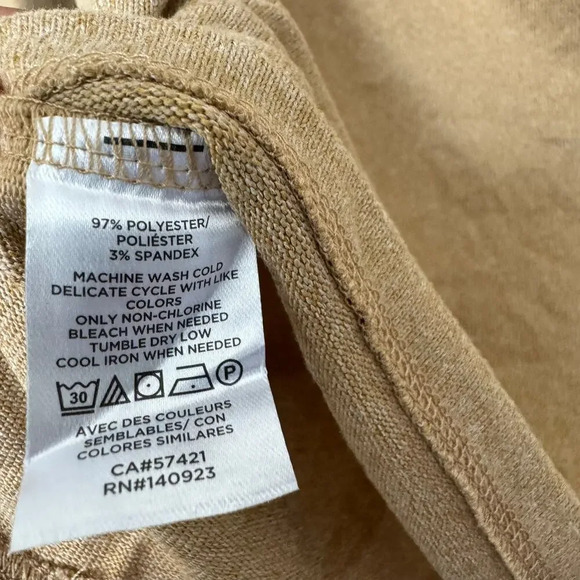 97% POLYESTER/
POLIÉSTER
3% SPANDEX
MACHINE WASH COLD
DELICATE CYCLE WITH LIKE
COLORS
ONLY NON-CHLORINE
BLEACH WHEN NEEDED
TUMBLE DRY LOW
COOL IRON WHEN NEEDED
30 P
AVEC DES COULEURS
SEMBLABLES/ CON
COLORES SIMILARES
CA#57421
RN#140923